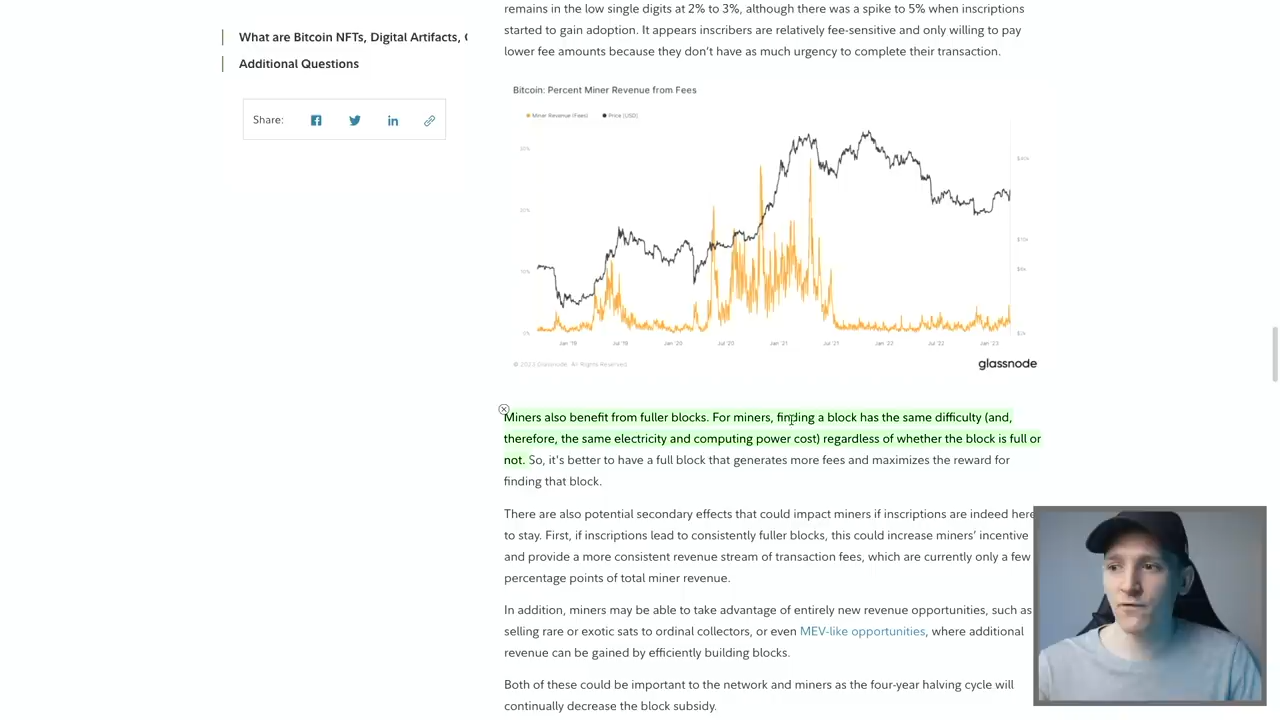 remains in the low single digits at 2% to 3%, although there was a spike to 5% when inscriptions
started to gain adoption. It appears inscribers are relatively fee-sensitive and only willing to pay
lower fee amounts because they don't have as much urgency to complete their transaction.
What are Bitcoin NFTs, Digital Artifacts,
Additional Questions
Share:
Bitcoin: Percent Miner Revenue from Fees
Miner Revenue (Fees) Price [USD]
30%
20%
10%
0%
Jan '19 Jul '19 Jan '20 Jul '20 Jan '21 Jul '21 Jan '22 Jul '22 Jan '23
© 2023 Glassnode. All Rights Reserved.
glassnode
Miners also benefit from fuller blocks. For miners, finding a block has the same difficulty (and,
therefore, the same electricity and computing power cost) regardless of whether the block is full or
not. So, it's better to have a full block that generates more fees and maximizes the reward for
finding that block.
There are also potential secondary effects that could impact miners if inscriptions are indeed here
to stay. First, if inscriptions lead to consistently fuller blocks, this could increase miners' incentive
and provide a more consistent revenue stream of transaction fees, which are currently only a few
percentage points of total miner revenue.
In addition, miners may be able to take advantage of entirely new revenue opportunities, such as
selling rare or exotic sats to ordinal collectors, or even MEV-like opportunities, where additional
revenue can be gained by efficiently building blocks.
Both of these could be important to the network and miners as the four-year halving cycle will
continually decrease the block subsidy.